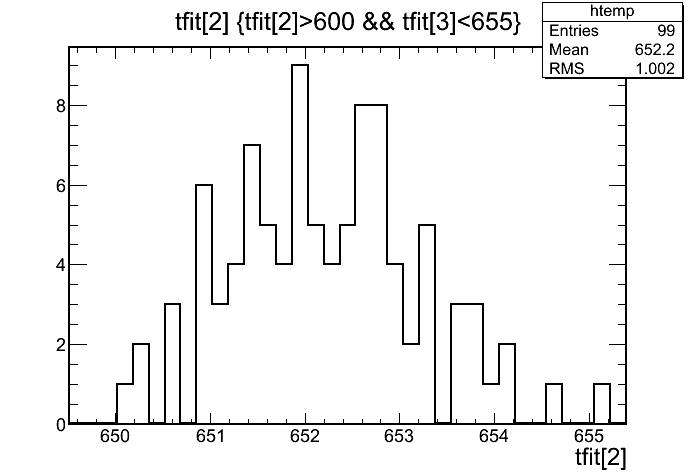 tfit[2] {tfit[2]>600 && tfit[3]<655}
htemp
Entries 99
Mean 652.2
RMS 1.002
8
6
4
2
0
650 651 652 653 654 655
tfit[2]